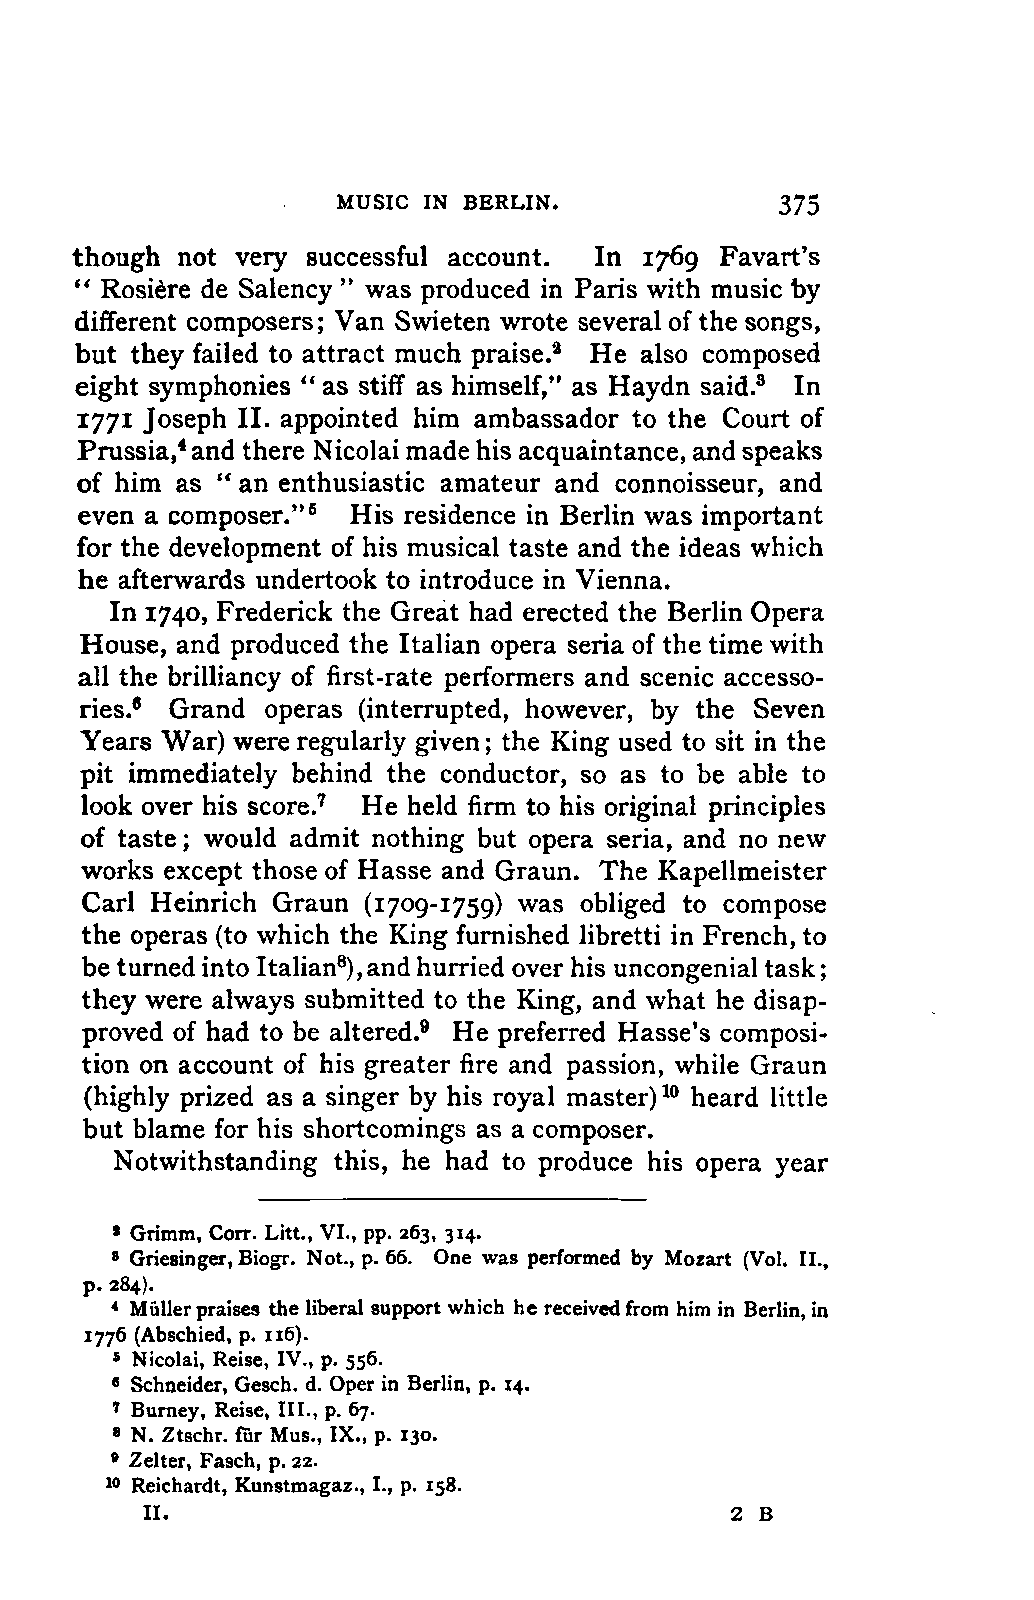 MUSIC IN BERLIN. 375
though not very successful account. In 1769 Favart's
" Rosière de Salency " was produced in Paris with music by
different composers; Van Swieten wrote several of the songs,
but they failed to attract much praise.² He also composed
eight symphonies " as stiff as himself," as Haydn said.³ In
1771 Joseph II. appointed him ambassador to the Court of
Prussia,⁴ and there Nicolai made his acquaintance, and speaks
of him as " an enthusiastic amateur and connoisseur, and
even a composer."⁵ His residence in Berlin was important
for the development of his musical taste and the ideas which
he afterwards undertook to introduce in Vienna.
In 1740, Frederick the Great had erected the Berlin Opera
House, and produced the Italian opera seria of the time with
all the brilliancy of first-rate performers and scenic accesso-
ries.⁶ Grand operas (interrupted, however, by the Seven
Years War) were regularly given; the King used to sit in the
pit immediately behind the conductor, so as to be able to
look over his score.⁷ He held firm to his original principles
of taste; would admit nothing but opera seria, and no new
works except those of Hasse and Graun. The Kapellmeister
Carl Heinrich Graun (1709-1759) was obliged to compose
the operas (to which the King furnished libretti in French, to
be turned into Italian⁸), and hurried over his uncongenial task;
they were always submitted to the King, and what he disap-
proved of had to be altered.⁹ He preferred Hasse's composi-
tion on account of his greater fire and passion, while Graun
(highly prized as a singer by his royal master)¹⁰ heard little
but blame for his shortcomings as a composer.
Notwithstanding this, he had to produce his opera year
² Grimm, Corr. Litt., VI., pp. 263, 314.
³ Griesinger, Biogr. Not., p. 66. One was performed by Mozart (Vol. II.,
p. 284).
⁴ Müller praises the liberal support which he received from him in Berlin, in
1776 (Abschied, p. 116).
⁵ Nicolai, Reise, IV., p. 556.
⁶ Schneider, Gesch. d. Oper in Berlin, p. 14.
⁷ Burney, Reise, III., p. 67.
⁸ N. Ztschr. für Mus., IX., p. 130.
⁹ Zelter, Fasch, p. 22.
¹⁰ Reichardt, Kunstmagaz., I., p. 158.
II. 2 B